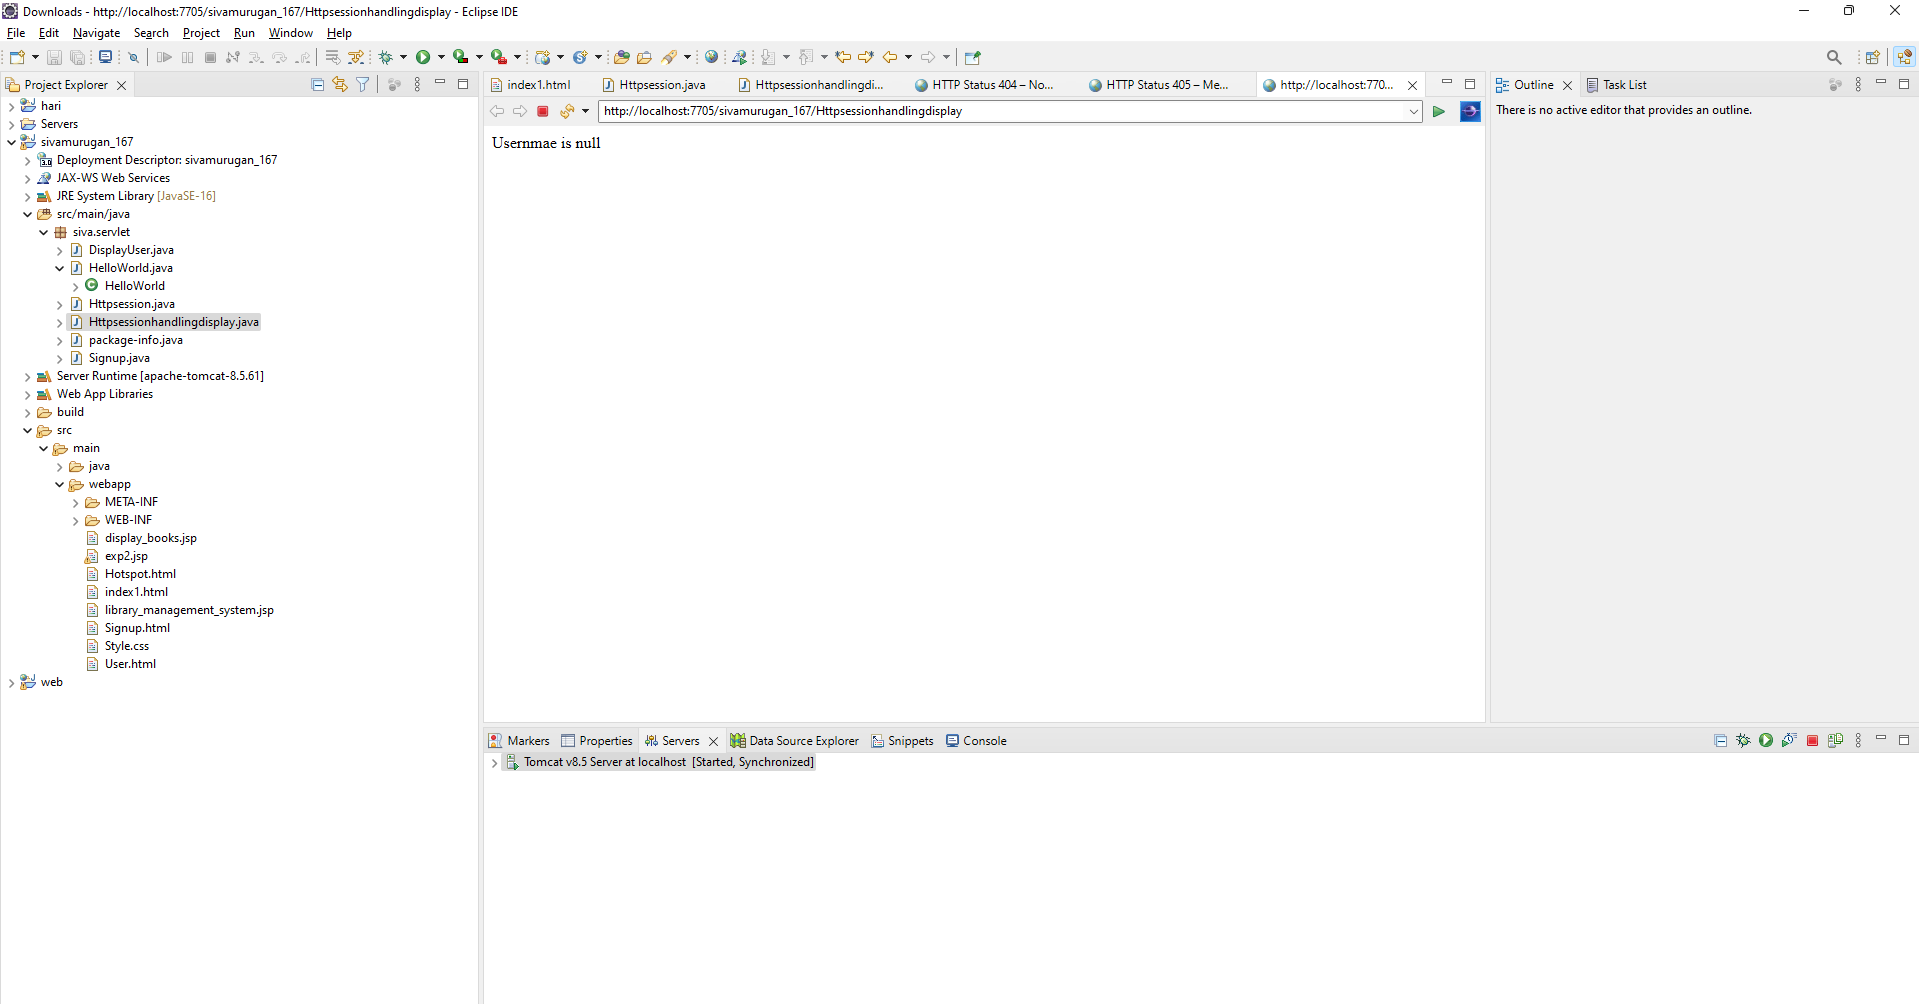 Downloads - http://localhost:7705/sivamurugan_167/Httpsessionhandlingdisplay - Eclipse IDE
File Edit Navigate Search Project Run Window Help
Project Explorer
hari
Servers
sivamurugan_167
3.0 Deployment Descriptor: sivamurugan_167
JAX-WS Web Services
JRE System Library [JavaSE-16]
src/main/java
siva.servlet
DisplayUser.java
HelloWorld.java
HelloWorld
Httpsession.java
Httpsessionhandlingdisplay.java
package-info.java
Signup.java
Server Runtime [apache-tomcat-8.5.61]
Web App Libraries
build
src
main
java
webapp
META-INF
WEB-INF
display_books.jsp
exp2.jsp
Hotspot.html
index1.html
library_management_system.jsp
Signup.html
Style.css
User.html
web
index1.html Httpsession.java Httpsessionhandlingdi... HTTP Status 404 – No... HTTP Status 405 – Me... http://localhost:770...
http://localhost:7705/sivamurugan_167/Httpsessionhandlingdisplay
Usernmae is null
Outline Task List
There is no active editor that provides an outline.
Markers Properties Servers Data Source Explorer Snippets Console
Tomcat v8.5 Server at localhost [Started, Synchronized]